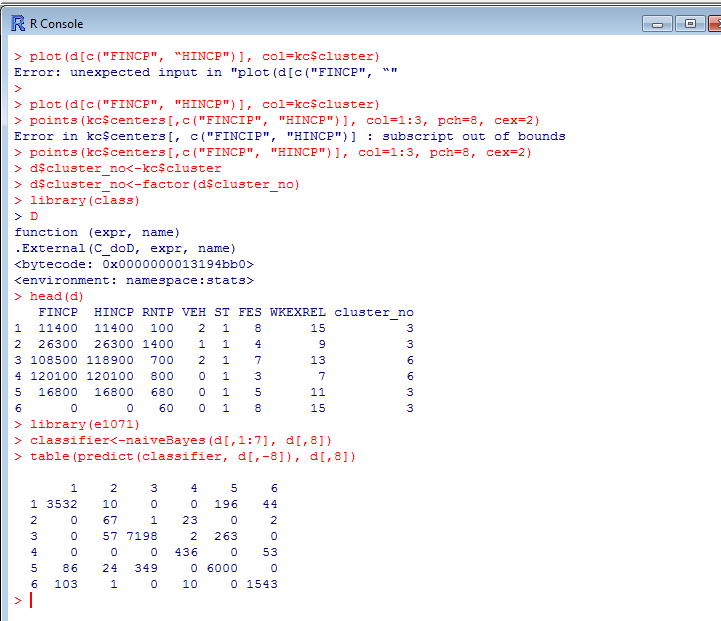 R Console
> plot(d[c("FINCP", “HINCP")], col=kc$cluster)
Error: unexpected input in "plot(d[c("FINCP", “"
>
> plot(d[c("FINCP", "HINCP")], col=kc$cluster)
> points(kc$centers[,c("FINCIP", "HINCP")], col=1:3, pch=8, cex=2)
Error in kc$centers[, c("FINCIP", "HINCP")] : subscript out of bounds
> points(kc$centers[,c("FINCP", "HINCP")], col=1:3, pch=8, cex=2)
> d$cluster_no<-kc$cluster
> d$cluster_no<-factor(d$cluster_no)
> library(class)
> D
function (expr, name)
.External(C_doD, expr, name)
<bytecode: 0x0000000013194bb0>
<environment: namespace:stats>
> head(d)
   FINCP  HINCP RNTP VEH ST FES WKEXREL cluster_no
1  11400  11400  100   2  1   8      15          3
2  26300  26300 1400   1  1   4       9          3
3 108500 118900  700   2  1   7      13          6
4 120100 120100  800   0  1   3       7          6
5  16800  16800  680   0  1   5      11          3
6      0      0   60   0  1   8      15          3
> library(e1071)
> classifier<-naiveBayes(d[,1:7], d[,8])
> table(predict(classifier, d[,-8]), d[,8])
       1    2    3    4    5    6
  1 3532   10    0    0  196   44
  2    0   67    1   23    0    2
  3    0   57 7198    2  263    0
  4    0    0    0  436    0   53
  5   86   24  349    0 6000    0
  6  103    1    0   10    0 1543
>